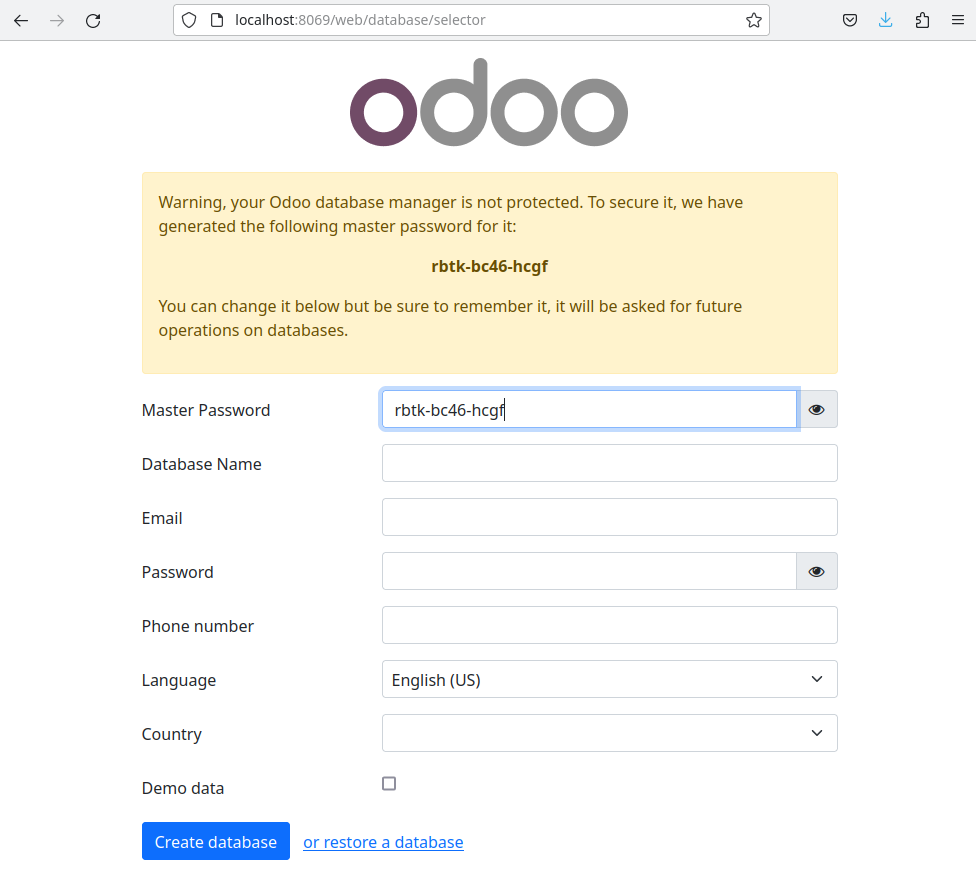 localhost:8069/web/database/selector
odoo
Warning, your Odoo database manager is not protected. To secure it, we have
generated the following master password for it:
rbtk-bc46-hcgf
You can change it below but be sure to remember it, it will be asked for future
operations on databases.
Master Password
rbtk-bc46-hcgf
Database Name
Email
Password
Phone number
Language
English (US)
Country
Demo data
Create database
or restore a database